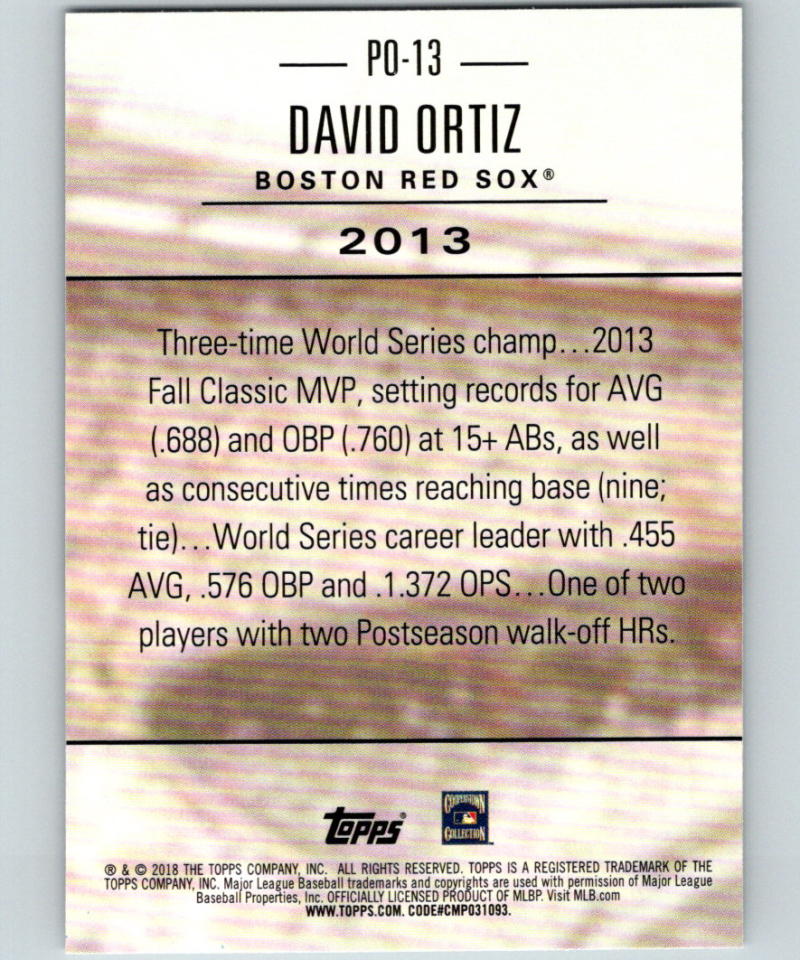 PO-13
DAVID ORTIZ
BOSTON RED SOX®
2013
Three-time World Series champ...2013
Fall Classic MVP, setting records for AVG
(.688) and OBP (.760) at 15+ ABs, as well
as consecutive times reaching base (nine;
tie)...World Series career leader with .455
AVG, .576 OBP and .1.372 OPS...One of two
players with two Postseason walk-off HRs.
topps®
COOPERSTOWN
COLLECTION
® & © 2018 THE TOPPS COMPANY, INC. ALL RIGHTS RESERVED. TOPPS IS A REGISTERED TRADEMARK OF THE
TOPPS COMPANY, INC. Major League Baseball trademarks and copyrights are used with permission of Major League
Baseball Properties, Inc. OFFICIALLY LICENSED PRODUCT OF MLBP. Visit MLB.com
WWW.TOPPS.COM. CODE#CMP031093.